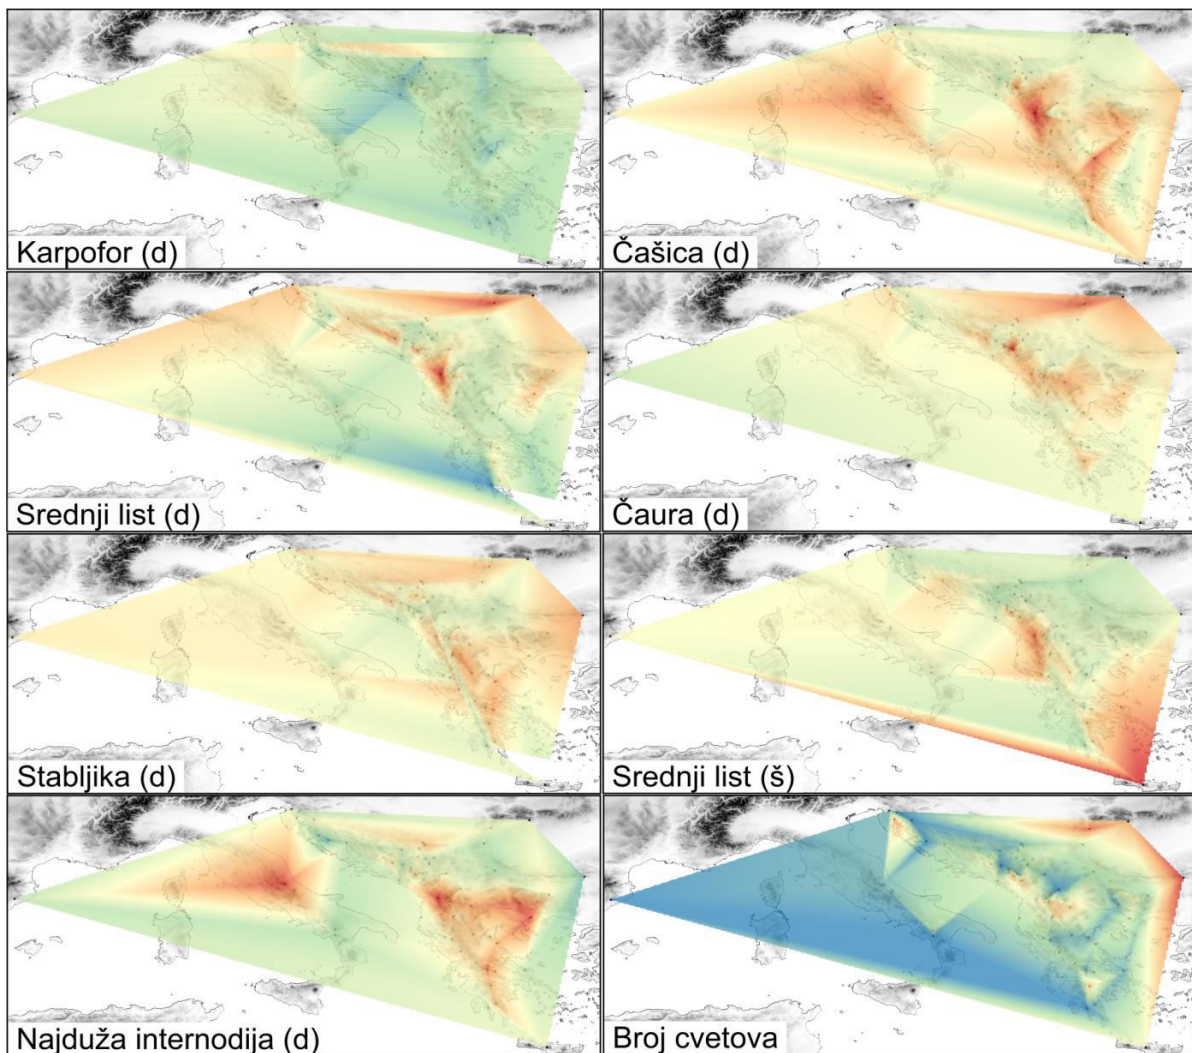 Karpofor (d)
Čašica (d)
Srednji list (d)
Čaura (d)
Stabljika (d)
Srednji list (š)
Najduža internodija (d)
Broj cvetova